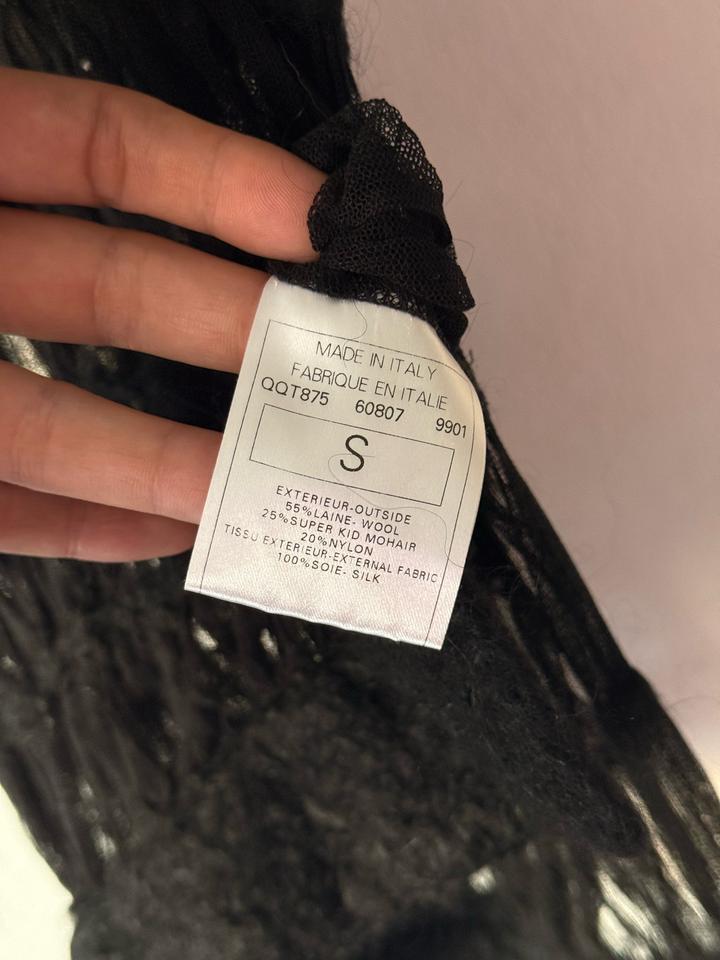 MADE IN ITALY
FABRIQUE EN ITALIE
QQT875 60807 9901
S
EXTERIEUR-OUTSIDE
55%LAINE- WOOL
25%SUPER KID MOHAIR
20%NYLON
TISSU EXTERIEUR-EXTERNAL FABRIC
100%SOIE- SILK